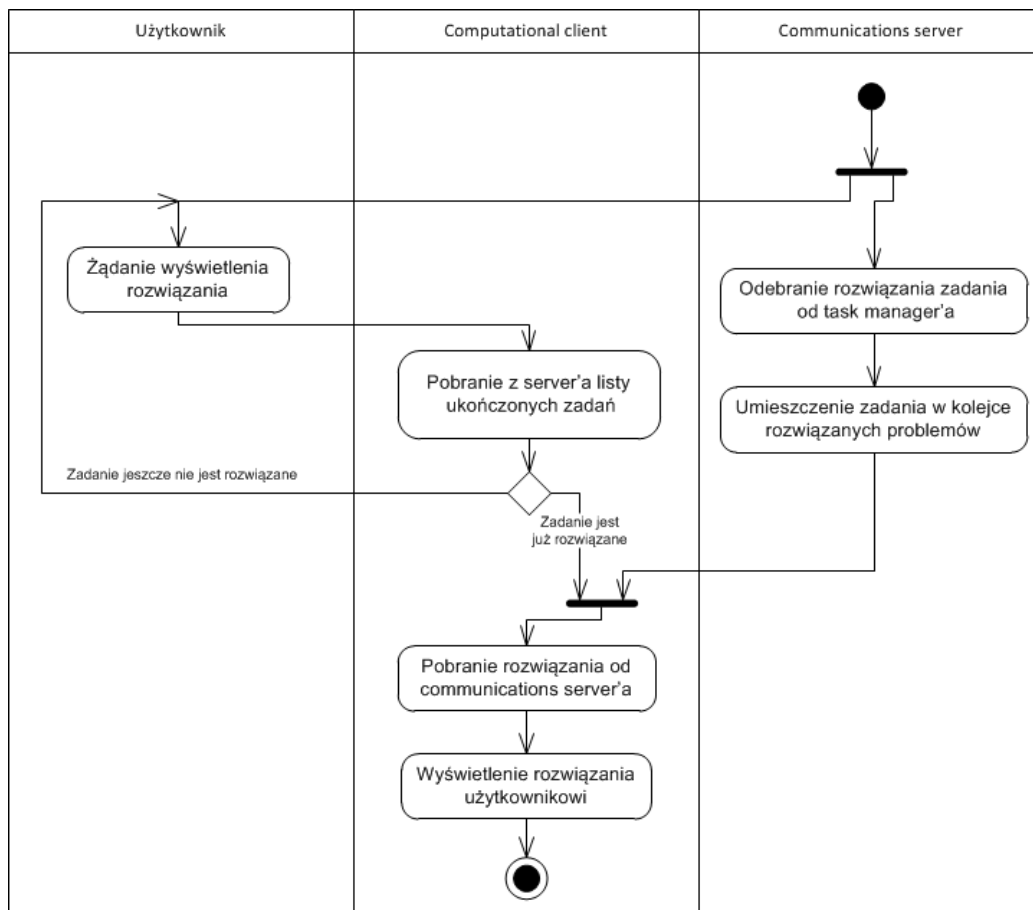 Użytkownik
Computational client
Communications server
Żądanie wyświetlenia
rozwiązania
Odebranie rozwiązania zadania
od task manager'a
Pobranie z server'a listy
ukończonych zadań
Umieszczenie zadania w kolejce
rozwiązanych problemów
Zadanie jeszcze nie jest rozwiązane
Zadanie jest
już rozwiązane
Pobranie rozwiązania od
communications server'a
Wyświetlenie rozwiązania
użytkownikowi